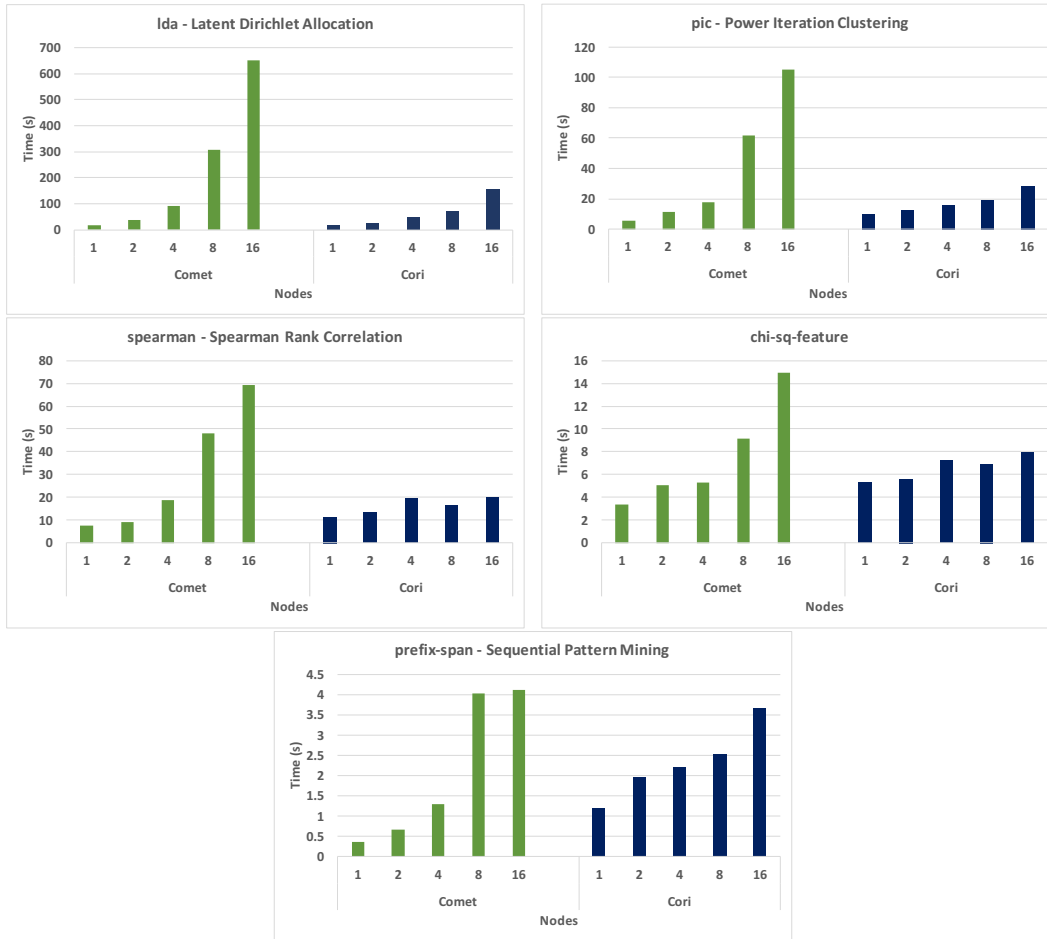 lda - Latent Dirichlet Allocation
700
600
500
400
300
200
100
0
Time (s)
1 2 4 8 16 1 2 4 8 16
Comet Cori
Nodes
pic - Power Iteration Clustering
120
100
80
60
40
20
0
Time (s)
1 2 4 8 16 1 2 4 8 16
Comet Cori
Nodes
spearman - Spearman Rank Correlation
80
70
60
50
40
30
20
10
0
Time (s)
1 2 4 8 16 1 2 4 8 16
Comet Cori
Nodes
chi-sq-feature
16
14
12
10
8
6
4
2
0
Time (s)
1 2 4 8 16 1 2 4 8 16
Comet Cori
Nodes
prefix-span - Sequential Pattern Mining
4.5
4
3.5
3
2.5
2
1.5
1
0.5
0
Time (s)
1 2 4 8 16 1 2 4 8 16
Comet Cori
Nodes